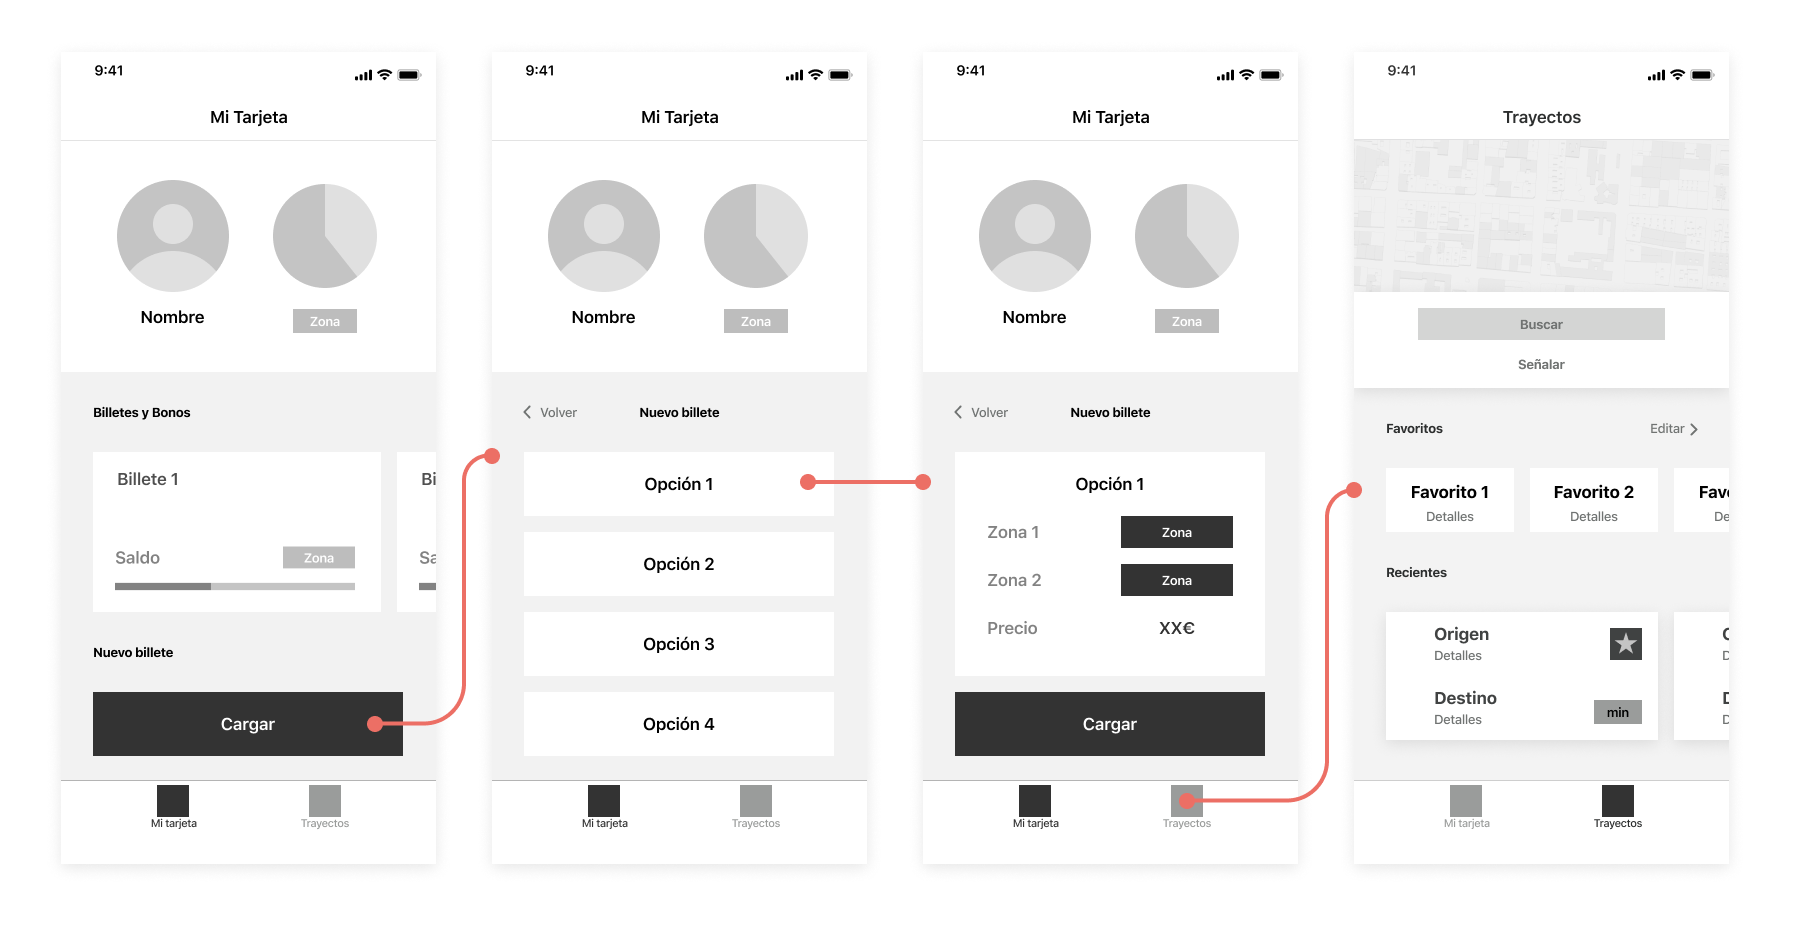 9:41
Mi Tarjeta
Nombre
Zona
Billetes y Bonos
Billete 1
Bi
Saldo
Zona
Sa
Nuevo billete
Cargar
Mi tarjeta
Trayectos
9:41
Mi Tarjeta
Nombre
Zona
Volver
Nuevo billete
Opción 1
Opción 2
Opción 3
Opción 4
Mi tarjeta
Trayectos
9:41
Mi Tarjeta
Nombre
Zona
Volver
Nuevo billete
Opción 1
Zona 1
Zona
Zona 2
Zona
Precio
XX€
Cargar
Mi tarjeta
Trayectos
9:41
Trayectos
Buscar
Señalar
Favoritos
Editar
Favorito 1
Detalles
Favorito 2
Detalles
Fav
De
Recientes
Origen
Detalles
Destino
Detalles
min
Mi tarjeta
Trayectos